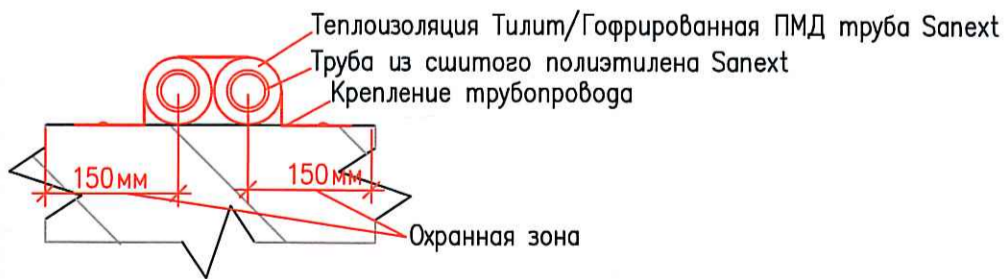 Теплоизоляция Тилит/Гофрированная ПМД труба Sanext
Труба из сшитого полиэтилена Sanext
Крепление трубопровода
150мм
150мм
Охранная зона